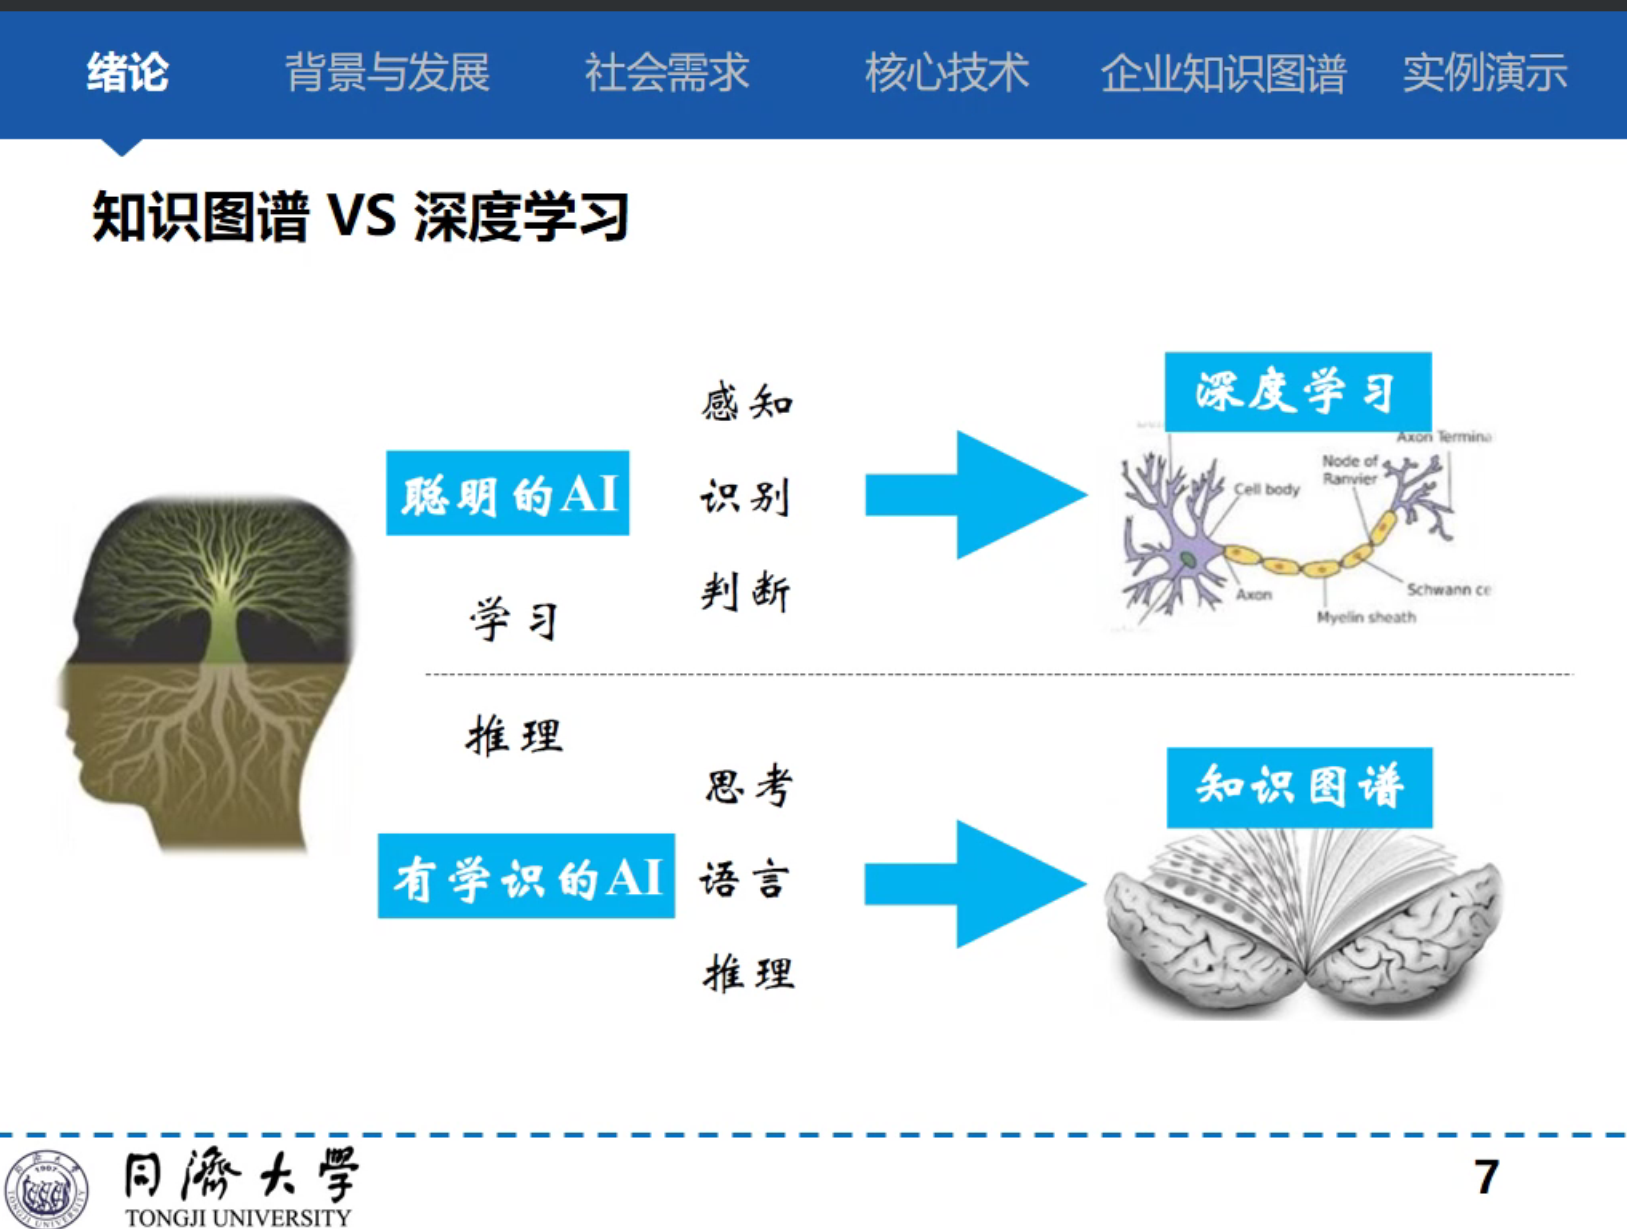 绪论 背景与发展 社会需求 核心技术 企业知识图谱 实例演示
知识图谱 VS 深度学习
聪明的AI
学习
推理
有学识的AI
感知
识别
判断
思考
语言
推理
深度学习
Axon Termina
Node of
Ranvier
Cell body
Axon
Schwann ce
Myelin sheath
知识图谱
同濟大學
TONGJI UNIVERSITY
7